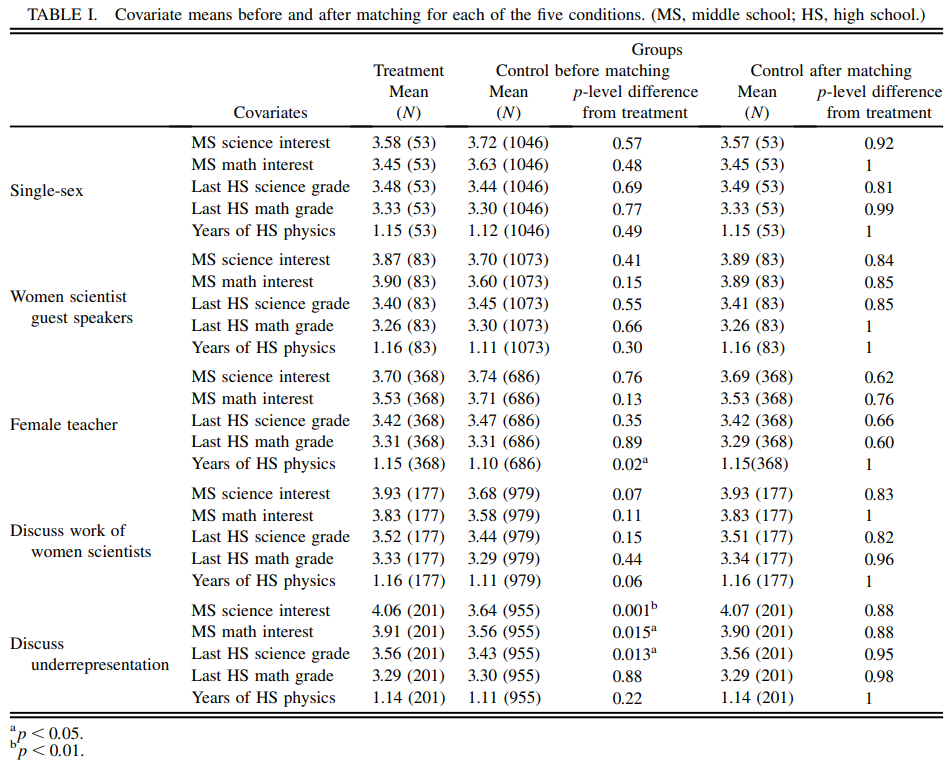 TABLE I. Covariate means before and after matching for each of the five conditions. (MS, middle school; HS, high school.)
Groups
Treatment Control before matching Control after matching
Mean Mean p-level difference Mean p-level difference
Covariates (N) (N) from treatment (N) from treatment
MS science interest 3.58 (53) 3.72 (1046) 0.57 3.57 (53) 0.92
MS math interest 3.45 (53) 3.63 (1046) 0.48 3.45 (53) 1
Single-sex Last HS science grade 3.48 (53) 3.44 (1046) 0.69 3.49 (53) 0.81
Last HS math grade 3.33 (53) 3.30 (1046) 0.77 3.33 (53) 0.99
Years of HS physics 1.15 (53) 1.12 (1046) 0.49 1.15 (53) 1
MS science interest 3.87 (83) 3.70 (1073) 0.41 3.89 (83) 0.84
MS math interest 3.90 (83) 3.60 (1073) 0.15 3.89 (83) 0.85
Women scientist Last HS science grade 3.40 (83) 3.45 (1073) 0.55 3.41 (83) 0.85
guest speakers Last HS math grade 3.26 (83) 3.30 (1073) 0.66 3.26 (83) 1
Years of HS physics 1.16 (83) 1.11 (1073) 0.30 1.16 (83) 1
MS science interest 3.70 (368) 3.74 (686) 0.76 3.69 (368) 0.62
MS math interest 3.53 (368) 3.71 (686) 0.13 3.53 (368) 0.76
Female teacher Last HS science grade 3.42 (368) 3.47 (686) 0.35 3.42 (368) 0.66
Last HS math grade 3.31 (368) 3.31 (686) 0.89 3.29 (368) 0.60
Years of HS physics 1.15 (368) 1.10 (686) 0.02a 1.15(368) 1
MS science interest 3.93 (177) 3.68 (979) 0.07 3.93 (177) 0.83
MS math interest 3.83 (177) 3.58 (979) 0.11 3.83 (177) 1
Discuss work of Last HS science grade 3.52 (177) 3.44 (979) 0.15 3.51 (177) 0.82
women scientists Last HS math grade 3.33 (177) 3.29 (979) 0.44 3.34 (177) 0.96
Years of HS physics 1.16 (177) 1.11 (979) 0.06 1.16 (177) 1
MS science interest 4.06 (201) 3.64 (955) 0.001b 4.07 (201) 0.88
MS math interest 3.91 (201) 3.56 (955) 0.015a 3.90 (201) 0.88
Discuss Last HS science grade 3.56 (201) 3.43 (955) 0.013a 3.56 (201) 0.95
underrepresentation Last HS math grade 3.29 (201) 3.30 (955) 0.88 3.29 (201) 0.98
Years of HS physics 1.14 (201) 1.11 (955) 0.22 1.14 (201) 1
a p < 0.05.
b p < 0.01.